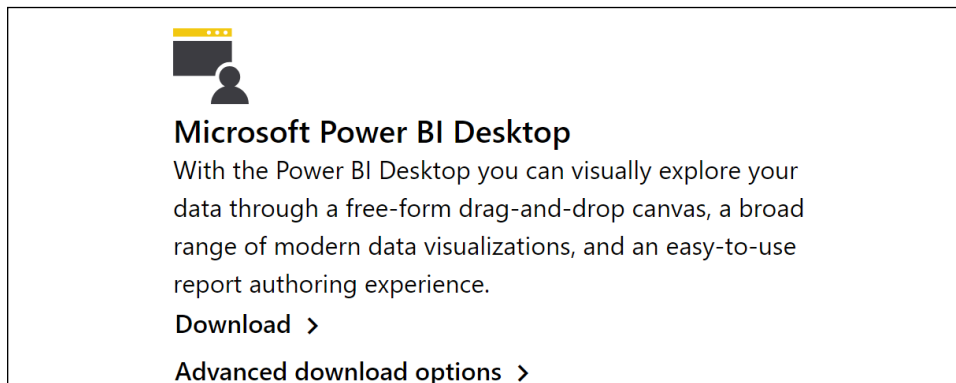 Microsoft Power BI Desktop
With the Power BI Desktop you can visually explore your
data through a free-form drag-and-drop canvas, a broad
range of modern data visualizations, and an easy-to-use
report authoring experience.
Download >
Advanced download options >